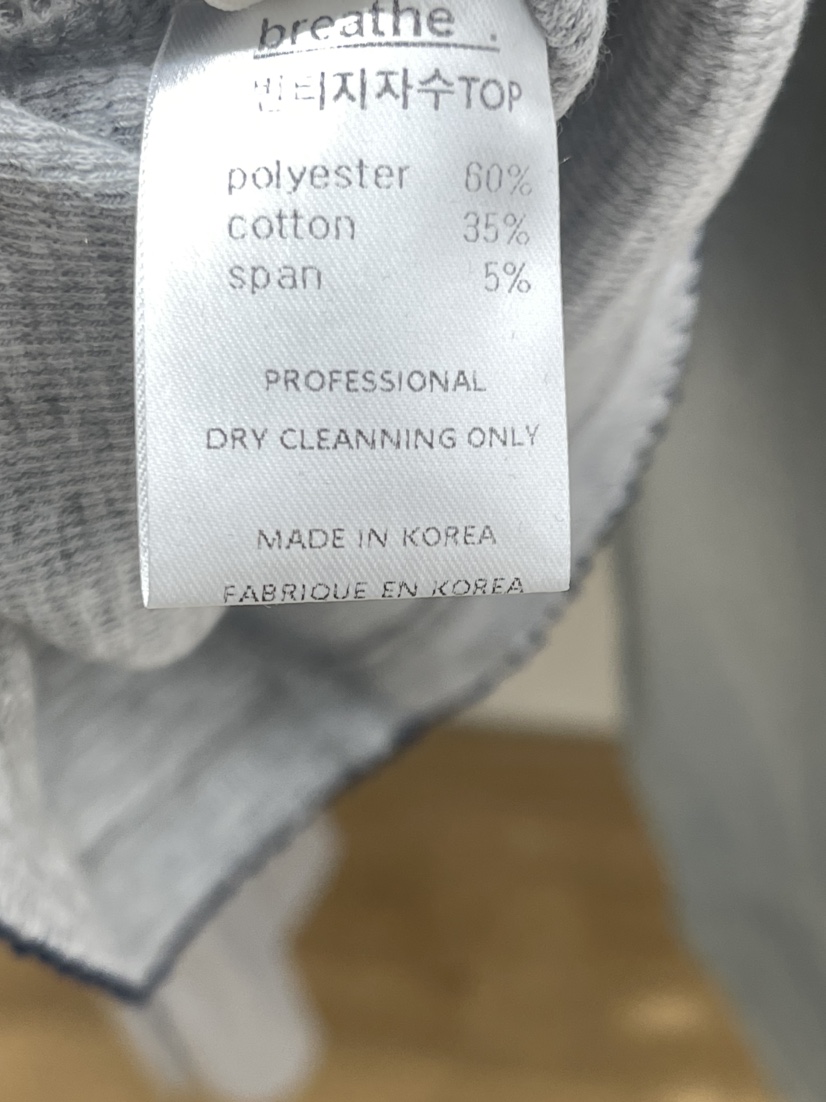 breathe .
빈티지자수TOP
polyester 60%
cotton 35%
span 5%
PROFESSIONAL
DRY CLEANNING ONLY
MADE IN KOREA
FABRIQUE EN KOREA